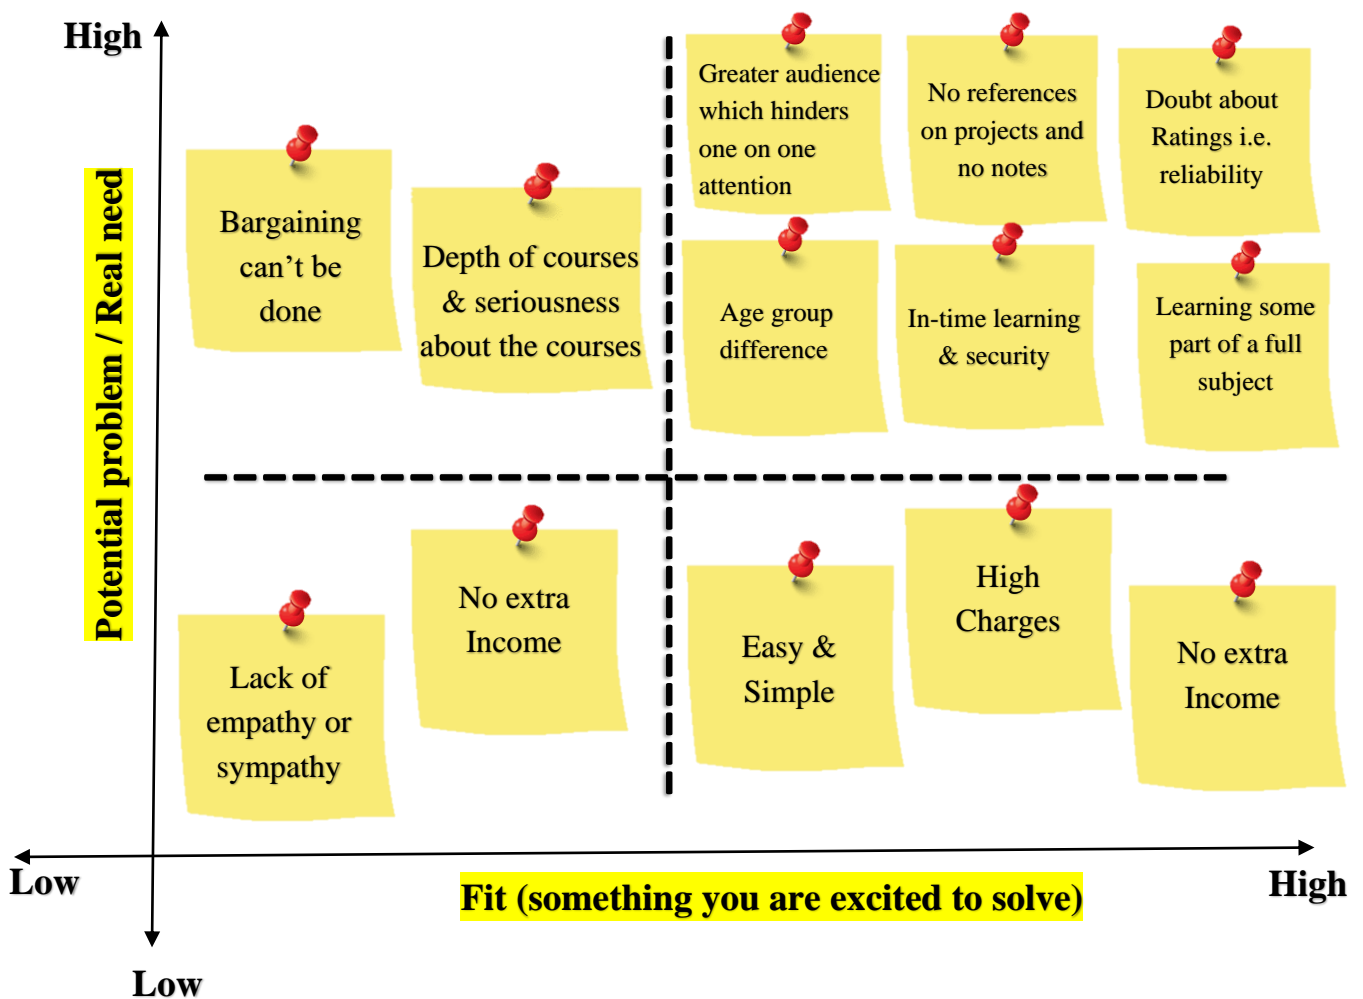 High
Potential problem / Real need
Greater audience
which hinders
one on one
attention
No references
on projects and
no notes
Doubt about
Ratings i.e.
reliability
Bargaining
can’t be
done
Depth of courses
& seriousness
about the courses
Age group
difference
In-time learning
& security
Learning some
part of a full
subject
Lack of
empathy or
sympathy
No extra
Income
Easy &
Simple
High
Charges
No extra
Income
Low
Fit (something you are excited to solve)
High
Low